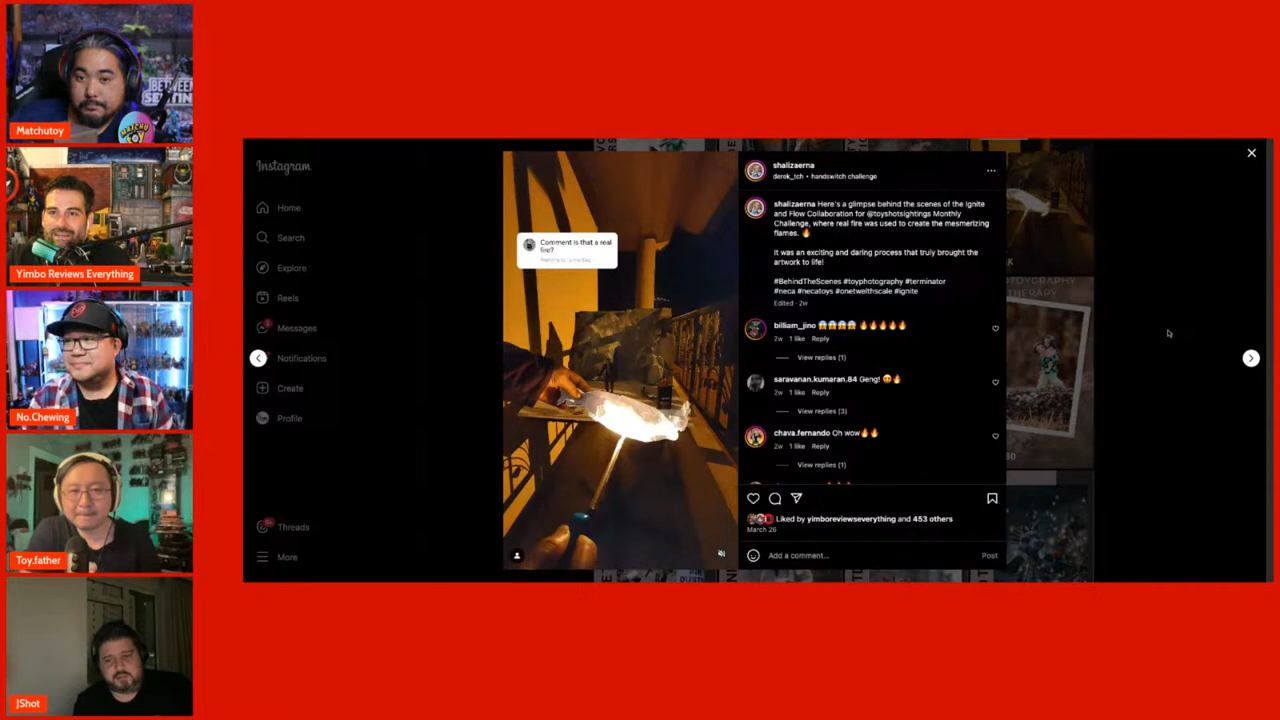 BETWEEN
SENTINE
MATCHU
TOY
Matchutoy
Yimbo Reviews Everything
No.Chewing
Toy.father
JShot
Instagram
Home
Search
Explore
Reels
Messages
Notifications
Create
Profile
Threads
More
Comment is that a real
fire?
shalizaerna
derek_tch • handswitch challenge
shalizaerna Here's a glimpse behind the scenes of the Ignite
and Flow Collaboration for @toyshotsightings Monthly
Challenge, where real fire was used to create the mesmerizing
flames. 🔥
It was an exciting and daring process that truly brought the
artwork to life!
#BehindTheScenes #toyphotography #terminator
#neca #necatoys #onetwelthscale #ignite
Edited · 2w
billiam_jino 😱😱😱😱 🔥🔥🔥🔥🔥
2w 1 like Reply
View replies (1)
saravanan.kumaran.84 Geng! 😍🔥
2w 1 like Reply
View replies (3)
chava.fernando Oh wow🔥🔥
2w 1 like Reply
View replies (1)
Liked by yimboreviewseverything and 453 others
March 26
Add a comment...
Post